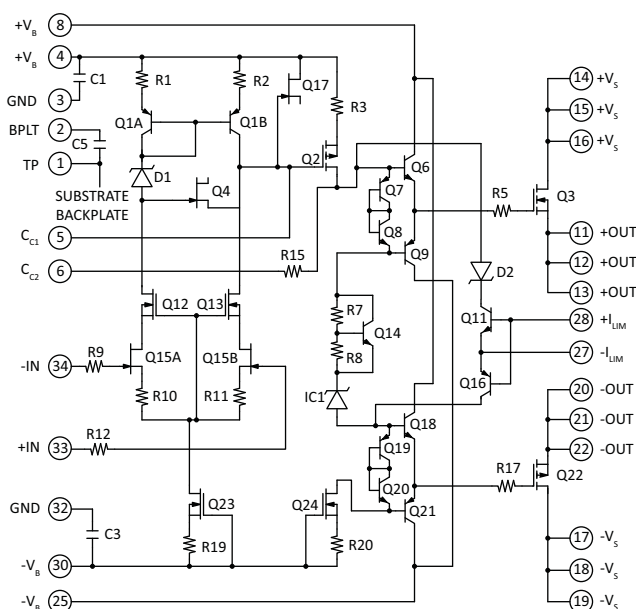 +V_B 8
+V_B 4
C1
GND 3
BPLT 2
C5
TP 1
SUBSTRATE
BACKPLATE
C_C1 5
C_C2 6
-IN 34
+IN 33
GND 32
-V_B 30
-V_B 25
R1
R2
Q17
R3
Q1A
Q1B
Q2
D1
Q4
R15
Q12
Q13
R9
Q15A
Q15B
R10
R11
R12
Q23
Q24
C3
R19
R20
Q6
Q7
Q8
Q9
R5
Q3
D2
R7
R8
Q14
Q11
IC1
Q16
Q18
Q19
Q20
Q21
R17
Q22
14 +V_S
15 +V_S
16 +V_S
11 +OUT
12 +OUT
13 +OUT
28 +I_LIM
27 -I_LIM
20 -OUT
21 -OUT
22 -OUT
17 -V_S
18 -V_S
19 -V_S